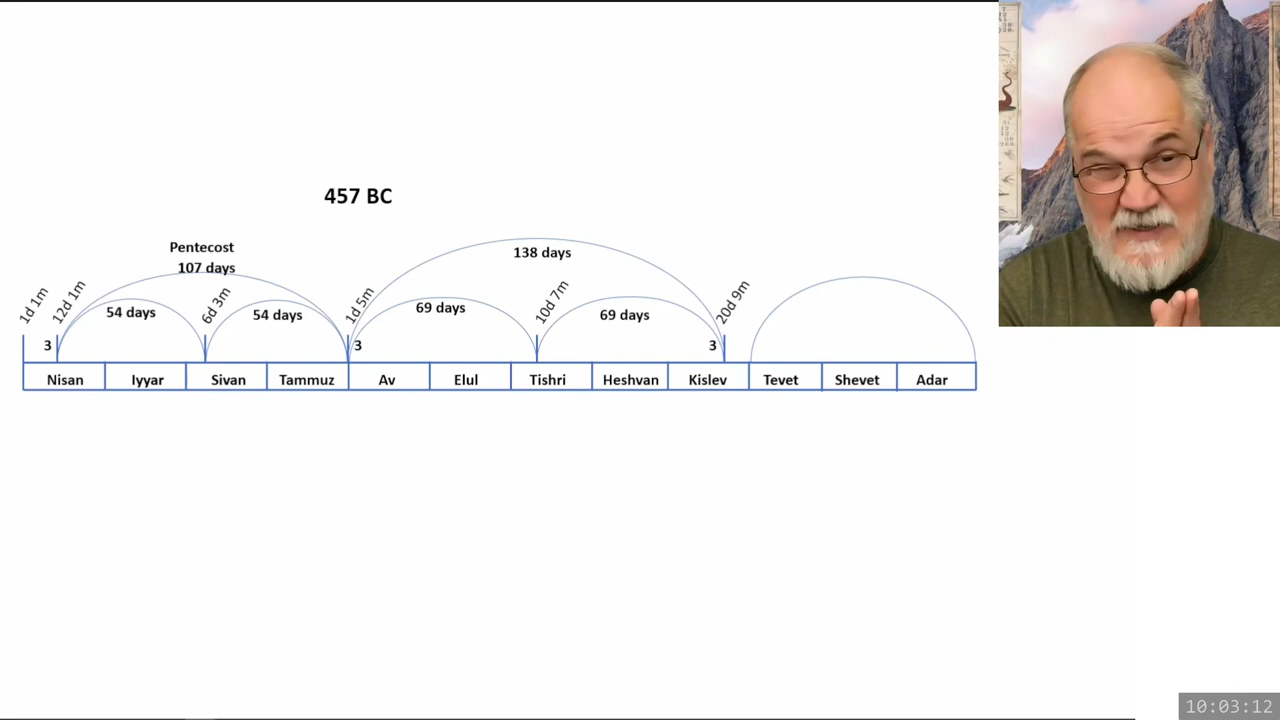 457 BC
Pentecost
107 days
138 days
1d 1m
12d 1m
6d 3m
1d 5m
10d 7m
20d 9m
54 days
54 days
69 days
69 days
3
3
3
Nisan Iyyar Sivan Tammuz Av Elul Tishri Heshvan Kislev Tevet Shevet Adar
10:03:12